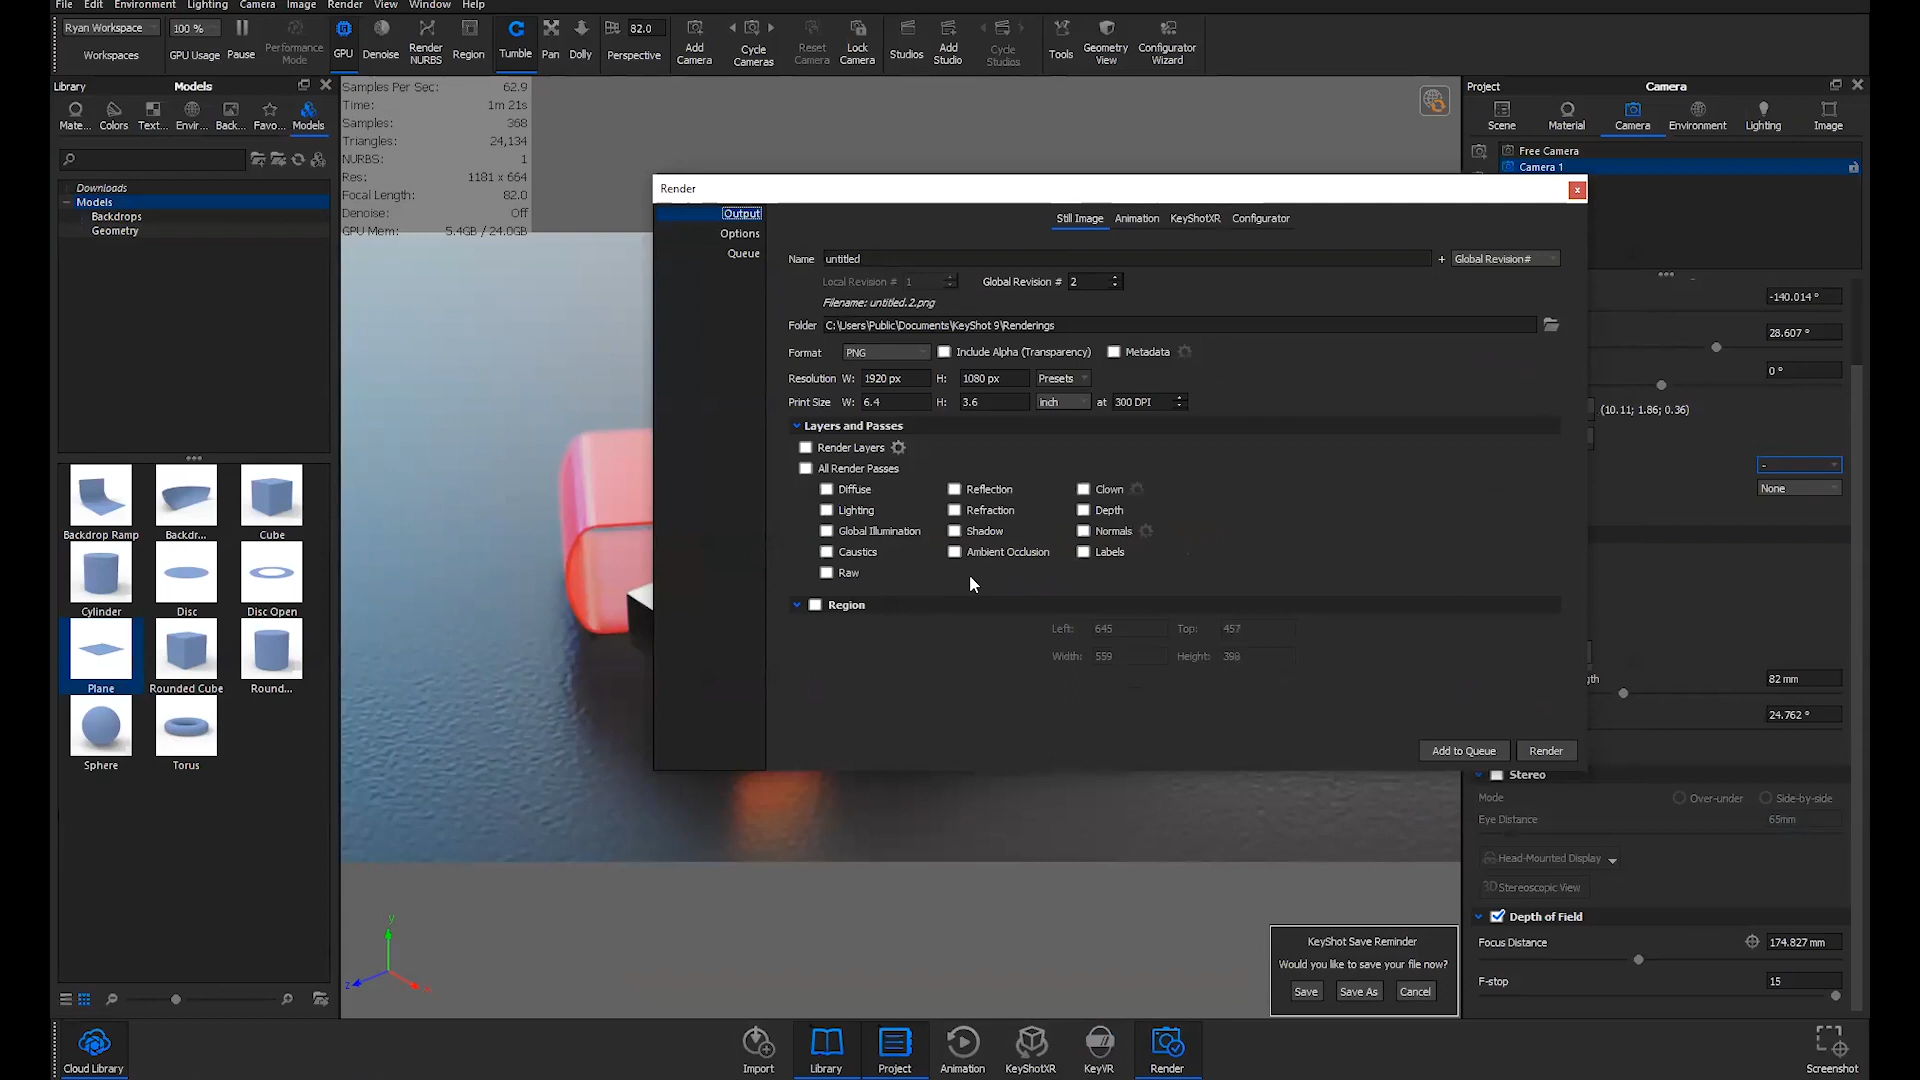 File Edit Environment Lighting Camera Image Render View Window Help
Ryan Workspace 100 % 82.0
Workspaces GPU Usage Pause Performance Mode GPU Denoise Render NURBS Region Tumble Pan Dolly Perspective Add Camera Cycle Cameras Reset Camera Lock Camera Studios Add Studio Cycle Studios Tools Geometry View Configurator Wizard
Library Models
Mate... Colors Text... Envir... Back... Favo... Models
Downloads
Models
Backdrops
Geometry
Backdrop Ramp Backdr... Cube
Cylinder Disc Disc Open
Plane Rounded Cube Round...
Sphere Torus
Samples Per Sec: 62.9
Time: 1m 21s
Samples: 368
Triangles: 24,134
NURBS: 1
Res: 1181 x 664
Focal Length: 82.0
Denoise: Off
GPU Mem: 5.4GB / 24.0GB
Render x
Output
Options
Queue
Still Image Animation KeyShotXR Configurator
Name untitled + Global Revision#
Local Revision # 1 Global Revision # 2
Filename: untitled.2.png
Folder C:\Users\Public\Documents\KeyShot 9\Renderings
Format PNG Include Alpha (Transparency) Metadata
Resolution W: 1920 px H: 1080 px Presets
Print Size W: 6.4 H: 3.6 inch at 300 DPI
Layers and Passes
Render Layers
All Render Passes
Diffuse Reflection Clown
Lighting Refraction Depth
Global Illumination Shadow Normals
Caustics Ambient Occlusion Labels
Raw
Region
Left: 645 Top: 457
Width: 559 Height: 398
Add to Queue Render
Project Camera
Scene Material Camera Environment Lighting Image
Free Camera
Camera 1
-140.014 °
28.607 °
0 °
(10.11; 1.86; 0.36)
-
None
gth 82 mm
24.762 °
Stereo
Mode Over-under Side-by-side
Eye Distance 65mm
Head-Mounted Display
3D Stereoscopic View
Depth of Field
Focus Distance 174.827 mm
F-stop 15
KeyShot Save Reminder
Would you like to save your file now?
Save Save As Cancel
y
z
Cloud Library Import Library Project Animation KeyShotXR KeyVR Render Screenshot